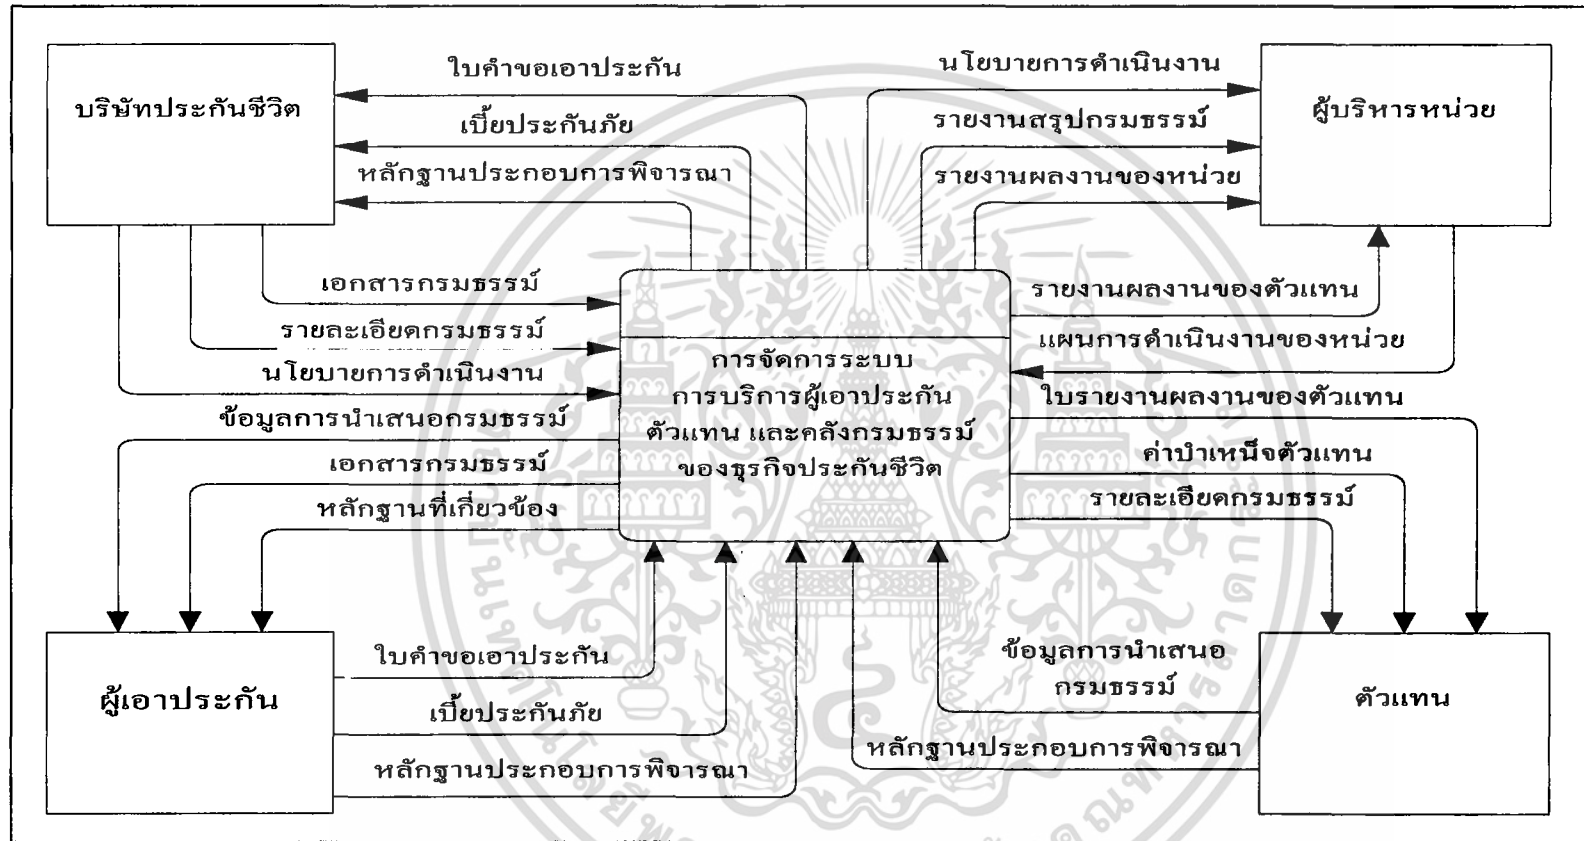 บริษัทประกันชีวิต
ใบคำขอเอาประกัน
เบี้ยประกันภัย
หลักฐานประกอบการพิจารณา
นโยบายการดำเนินงาน
รายงานสรุปกรมธรรม์
รายงานผลงานของหน่วย
ผู้บริหารหน่วย
เอกสารกรมธรรม์
รายละเอียดกรมธรรม์
นโยบายการดำเนินงาน
ข้อมูลการนำเสนอกรมธรรม์
เอกสารกรมธรรม์
หลักฐานที่เกี่ยวข้อง
การจัดการระบบ
การบริการผู้เอาประกัน
ตัวแทน และคลังกรมธรรม์
ของธุรกิจประกันชีวิต
รายงานผลงานของตัวแทน
แผนการดำเนินงานของหน่วย
ใบรายงานผลงานของตัวแทน
ค่าบำเหน็จตัวแทน
รายละเอียดกรมธรรม์
ผู้เอาประกัน
ใบคำขอเอาประกัน
เบี้ยประกันภัย
หลักฐานประกอบการพิจารณา
ข้อมูลการนำเสนอ
กรมธรรม์
หลักฐานประกอบการพิจารณา
ตัวแทน